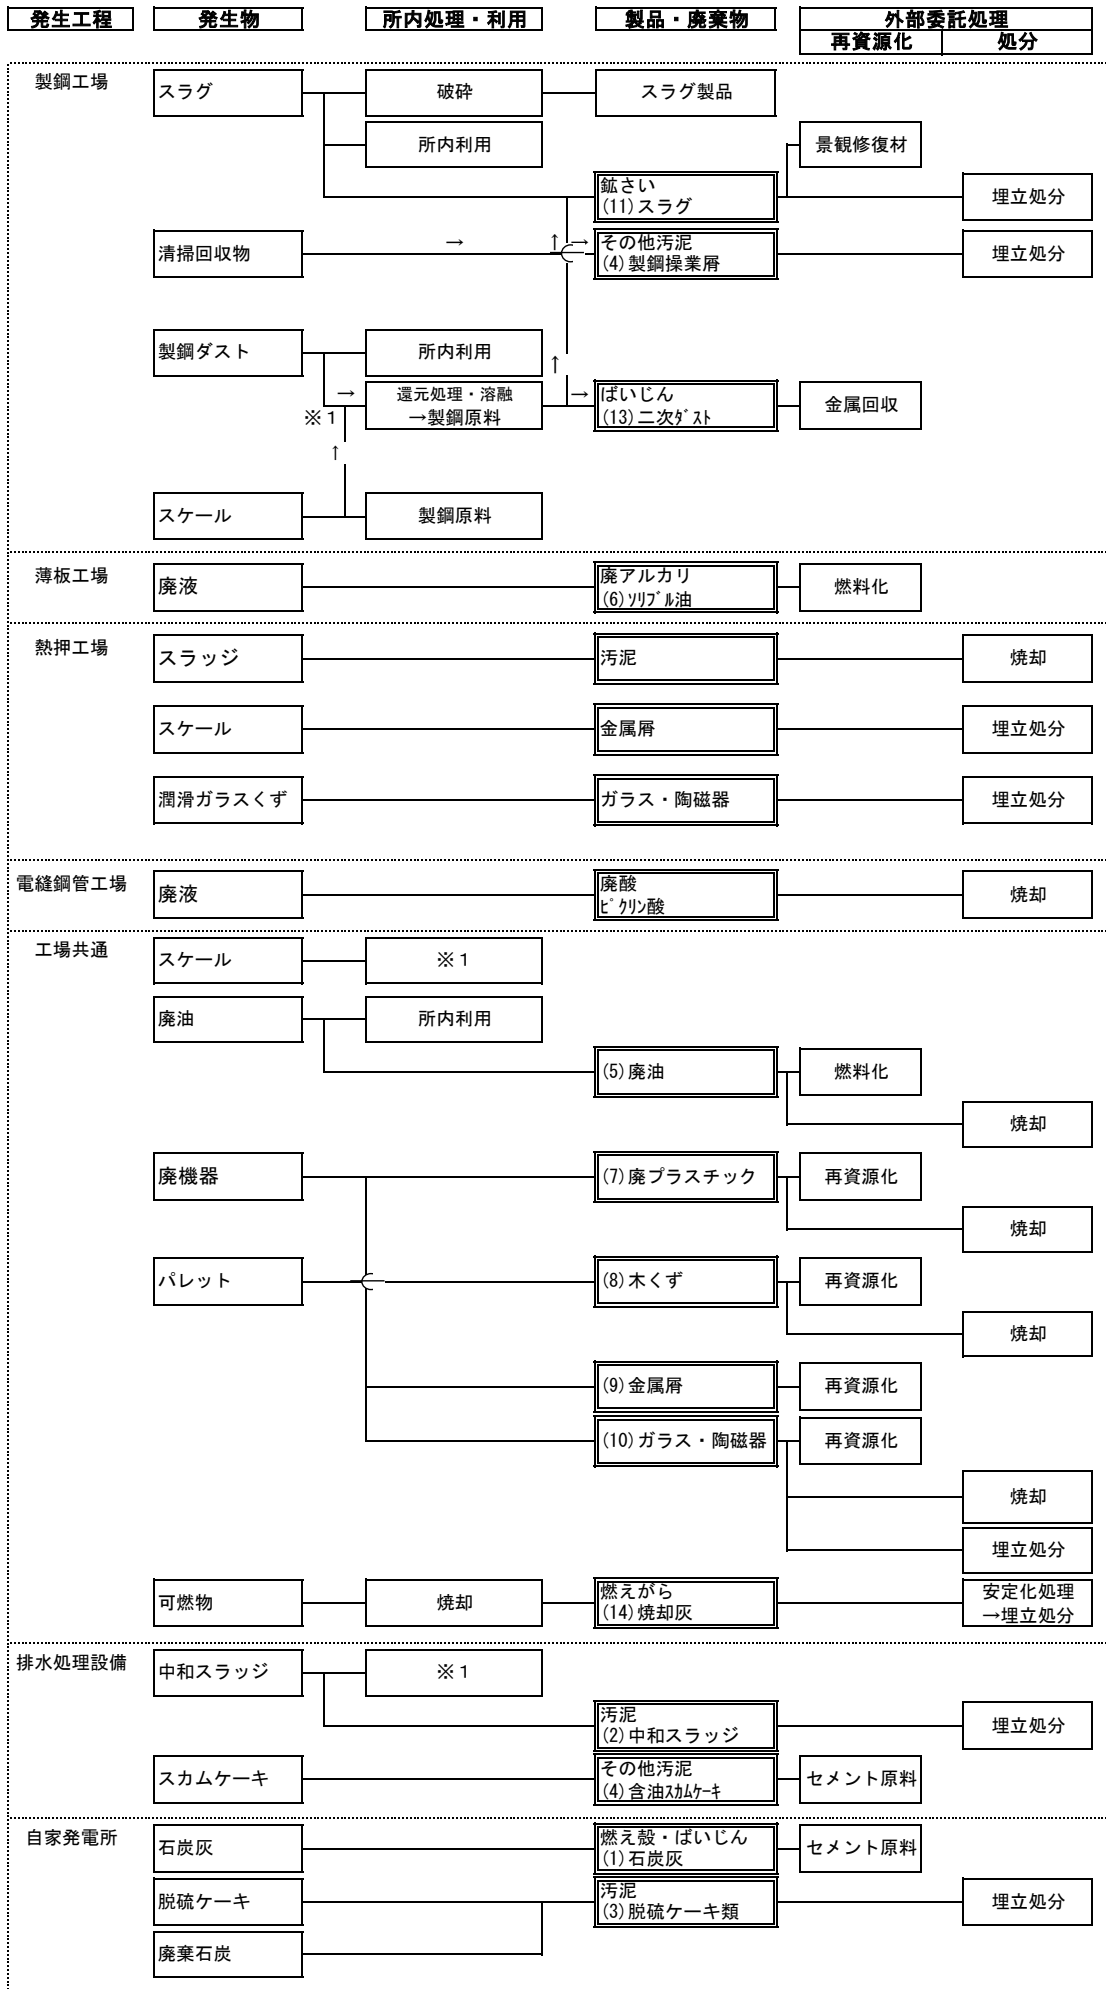 発生工程
発生物
所内処理・利用
製品・廃棄物
外部委託処理
再資源化
処分
製鋼工場
スラグ
破砕
スラグ製品
所内利用
景観修復材
鉱さい
(11)スラグ
埋立処分
清掃回収物
→
↑
→
その他汚泥
(4)製鋼操業屑
埋立処分
製鋼ダスト
所内利用
↑
→
還元処理・溶融
→製鋼原料
→
ばいじん
(13)二次ダスト
金属回収
※1
↑
スケール
製鋼原料
薄板工場
廃液
廃アルカリ
(6)ソリブル油
燃料化
熱押工場
スラッジ
汚泥
焼却
スケール
金属屑
埋立処分
潤滑ガラスくず
ガラス・陶磁器
埋立処分
電縫鋼管工場
廃液
廃酸
ピクリン酸
焼却
工場共通
スケール
※1
廃油
所内利用
(5)廃油
燃料化
焼却
廃機器
(7)廃プラスチック
再資源化
焼却
パレット
(8)木くず
再資源化
焼却
(9)金属屑
再資源化
(10)ガラス・陶磁器
再資源化
焼却
埋立処分
可燃物
焼却
燃えがら
(14)焼却灰
安定化処理
→埋立処分
排水処理設備
中和スラッジ
※1
汚泥
(2)中和スラッジ
埋立処分
スカムケーキ
その他汚泥
(4)含油スカムケーキ
セメント原料
自家発電所
石炭灰
燃え殻・ばいじん
(1)石炭灰
セメント原料
脱硫ケーキ
汚泥
(3)脱硫ケーキ類
埋立処分
廃棄石炭